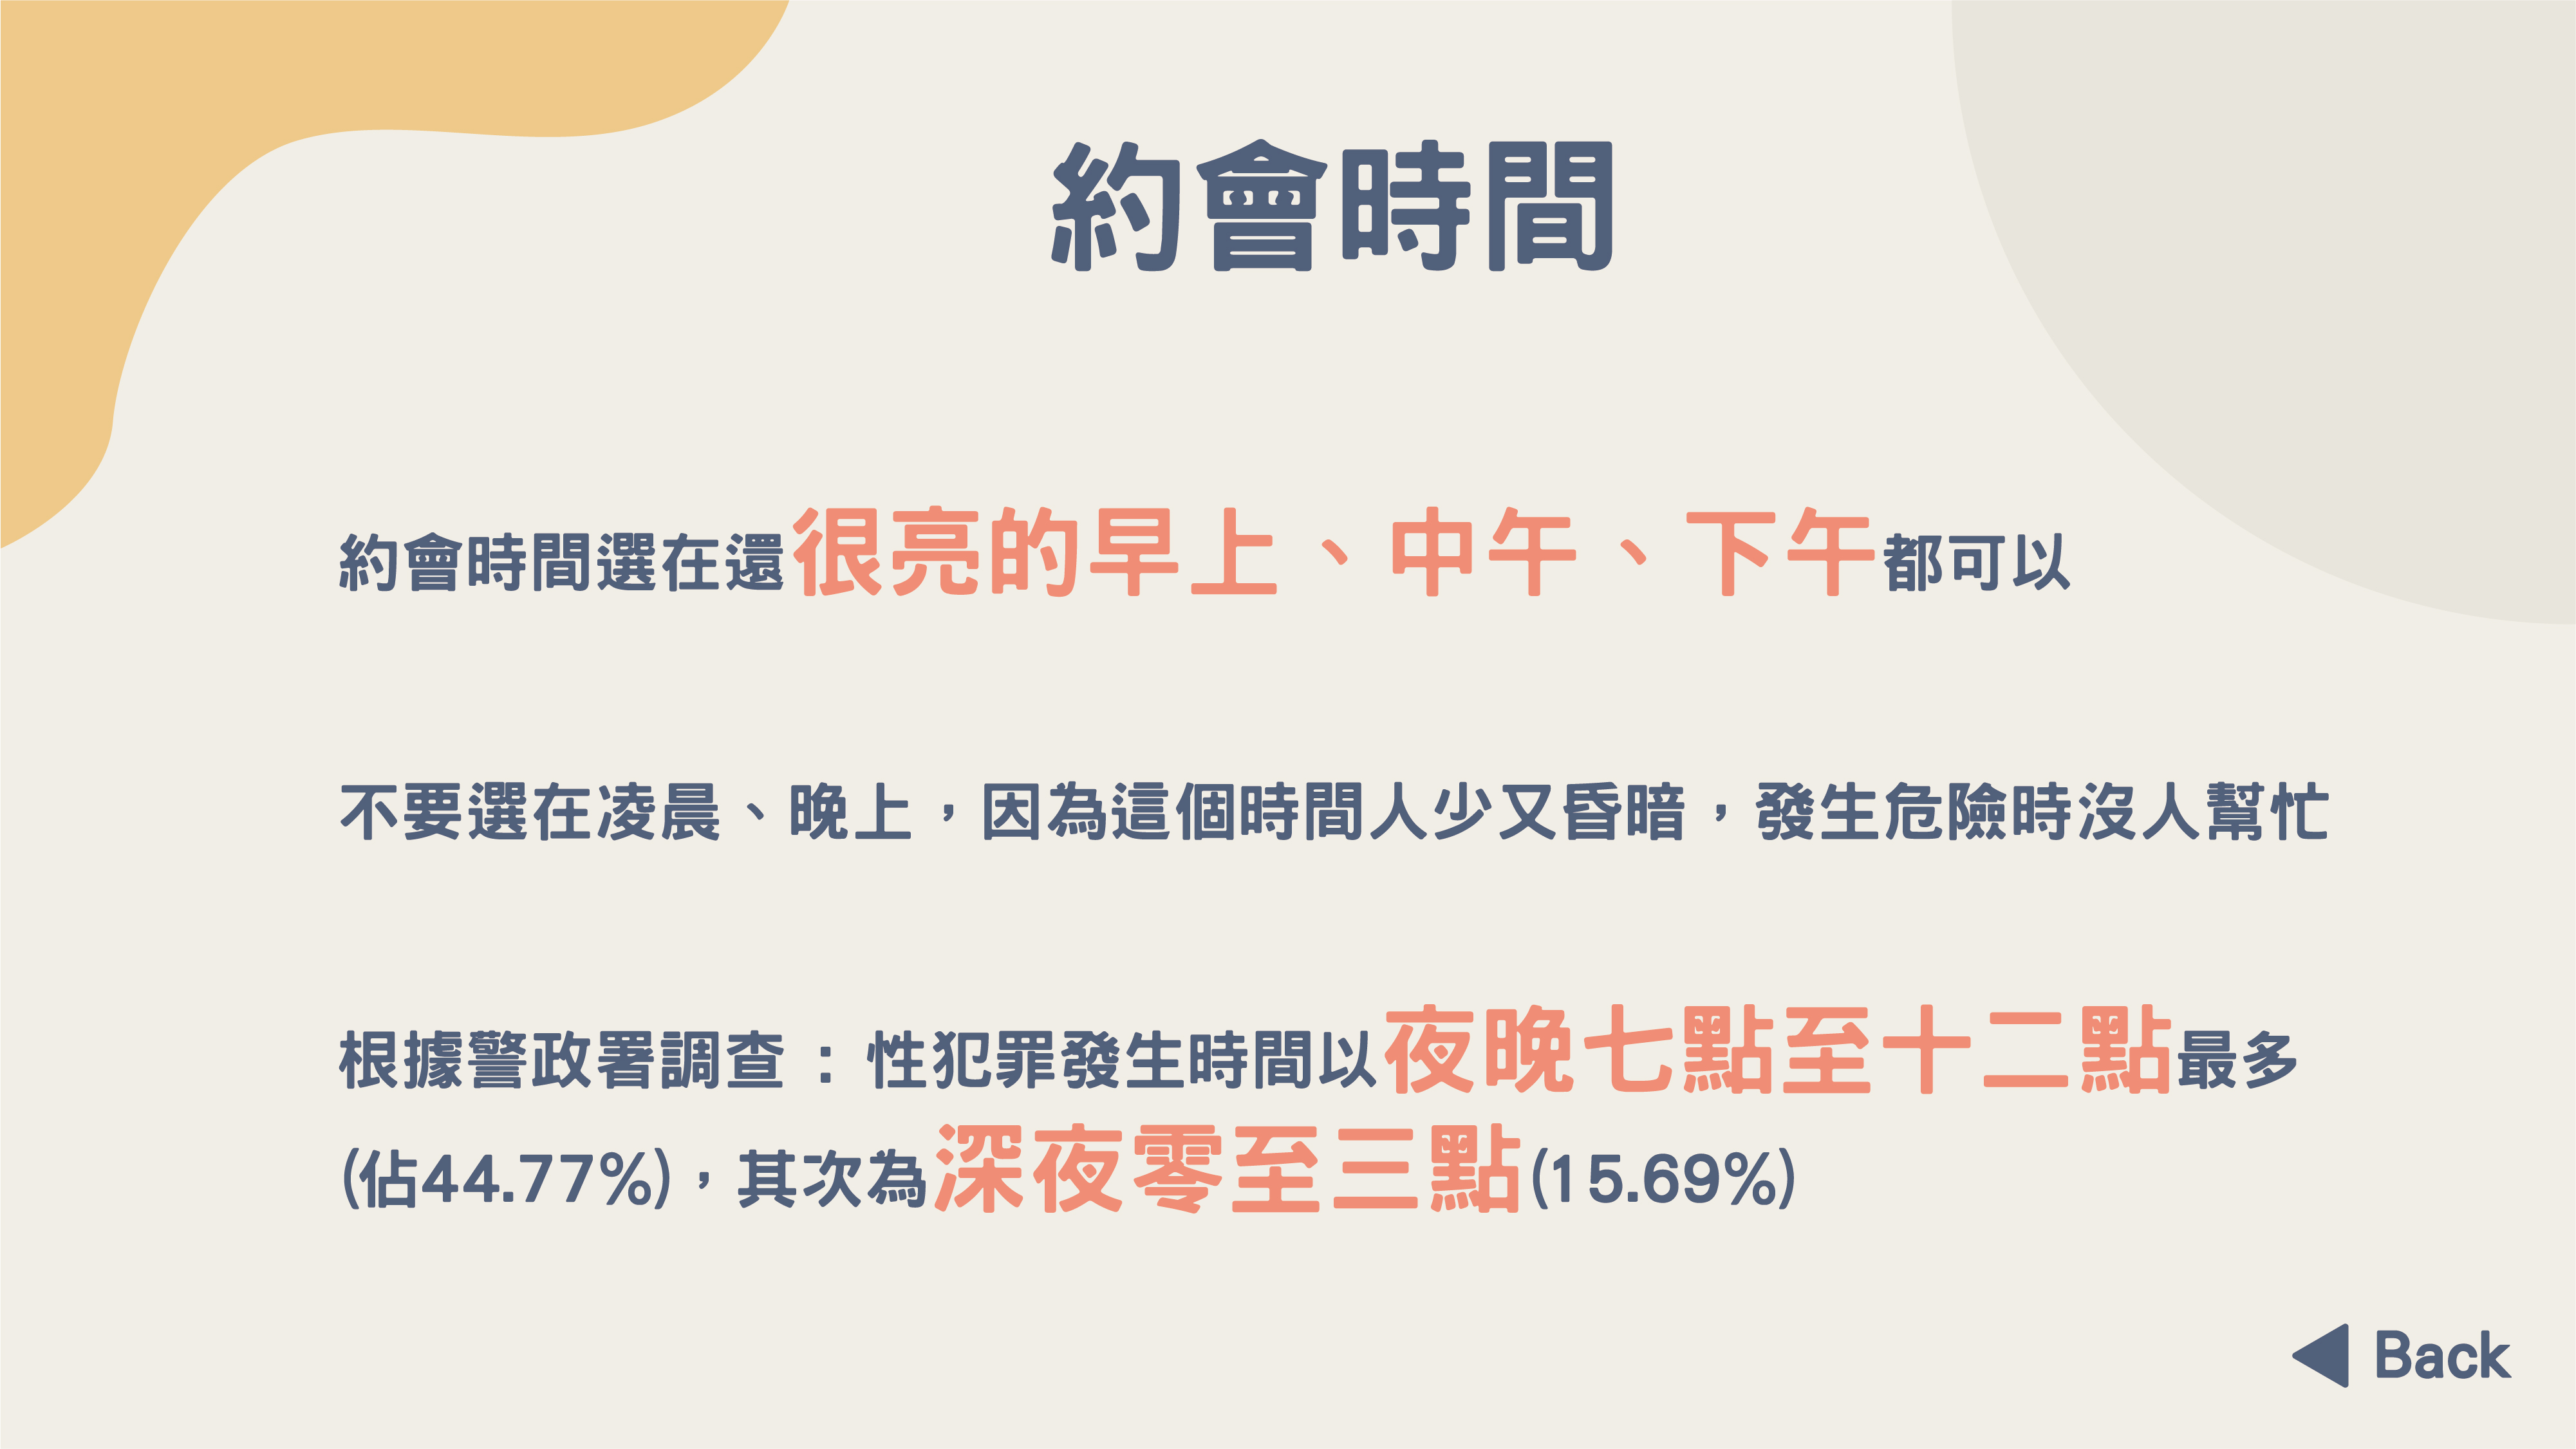 約會時間
約會時間選在還很亮的早上、中午、下午都可以
不要選在凌晨、晚上，因為這個時間人少又昏暗，發生危險時沒人幫忙
根據警政署調查：性犯罪發生時間以夜晚七點至十二點最多
(佔44.77%)，其次為深夜零至三點(15.69%)
Back